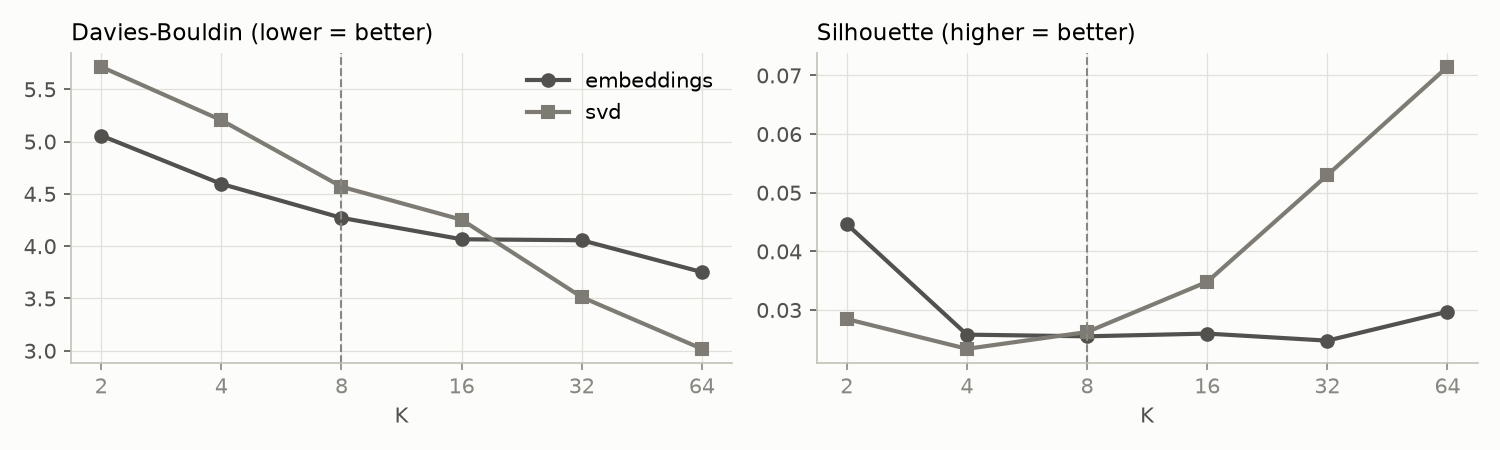 Davies-Bouldin (lower = better)
embeddings
svd
5.5
5.0
4.5
4.0
3.5
3.0
2 4 8 16 32 64
K
Silhouette (higher = better)
0.07
0.06
0.05
0.04
0.03
2 4 8 16 32 64
K